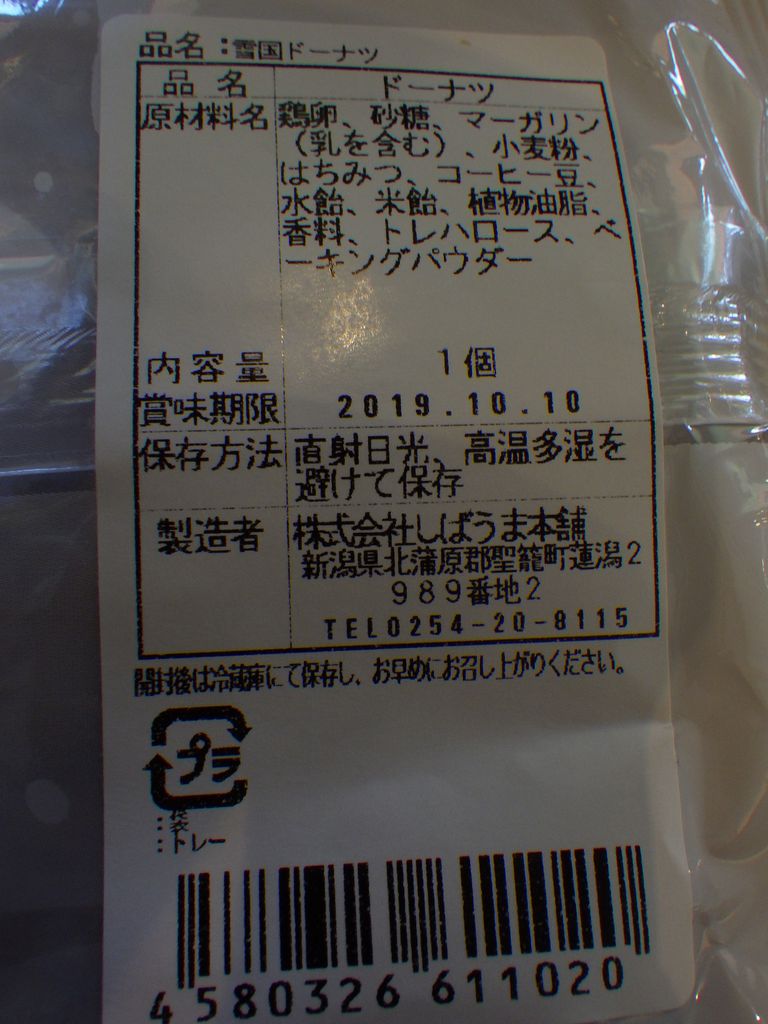 品名：雪国ドーナツ
品名 ドーナツ
原材料名 鶏卵、砂糖、マーガリン
（乳を含む）、小麦粉、
はちみつ、コーヒー豆、
水飴、米飴、植物油脂、
香料、トレハロース、ベ
ーキングパウダー
内容量 1個
賞味期限 2019.10.10
保存方法 直射日光、高温多湿を
避けて保存
製造者 株式会社しばうま本舗
新潟県北蒲原郡聖籠町蓮潟2
989番地2
TEL0254-20-8115
開封後は冷蔵庫にて保存し、お早めにお召し上がりください。
プラ
：袋
：トレー
4580326611020